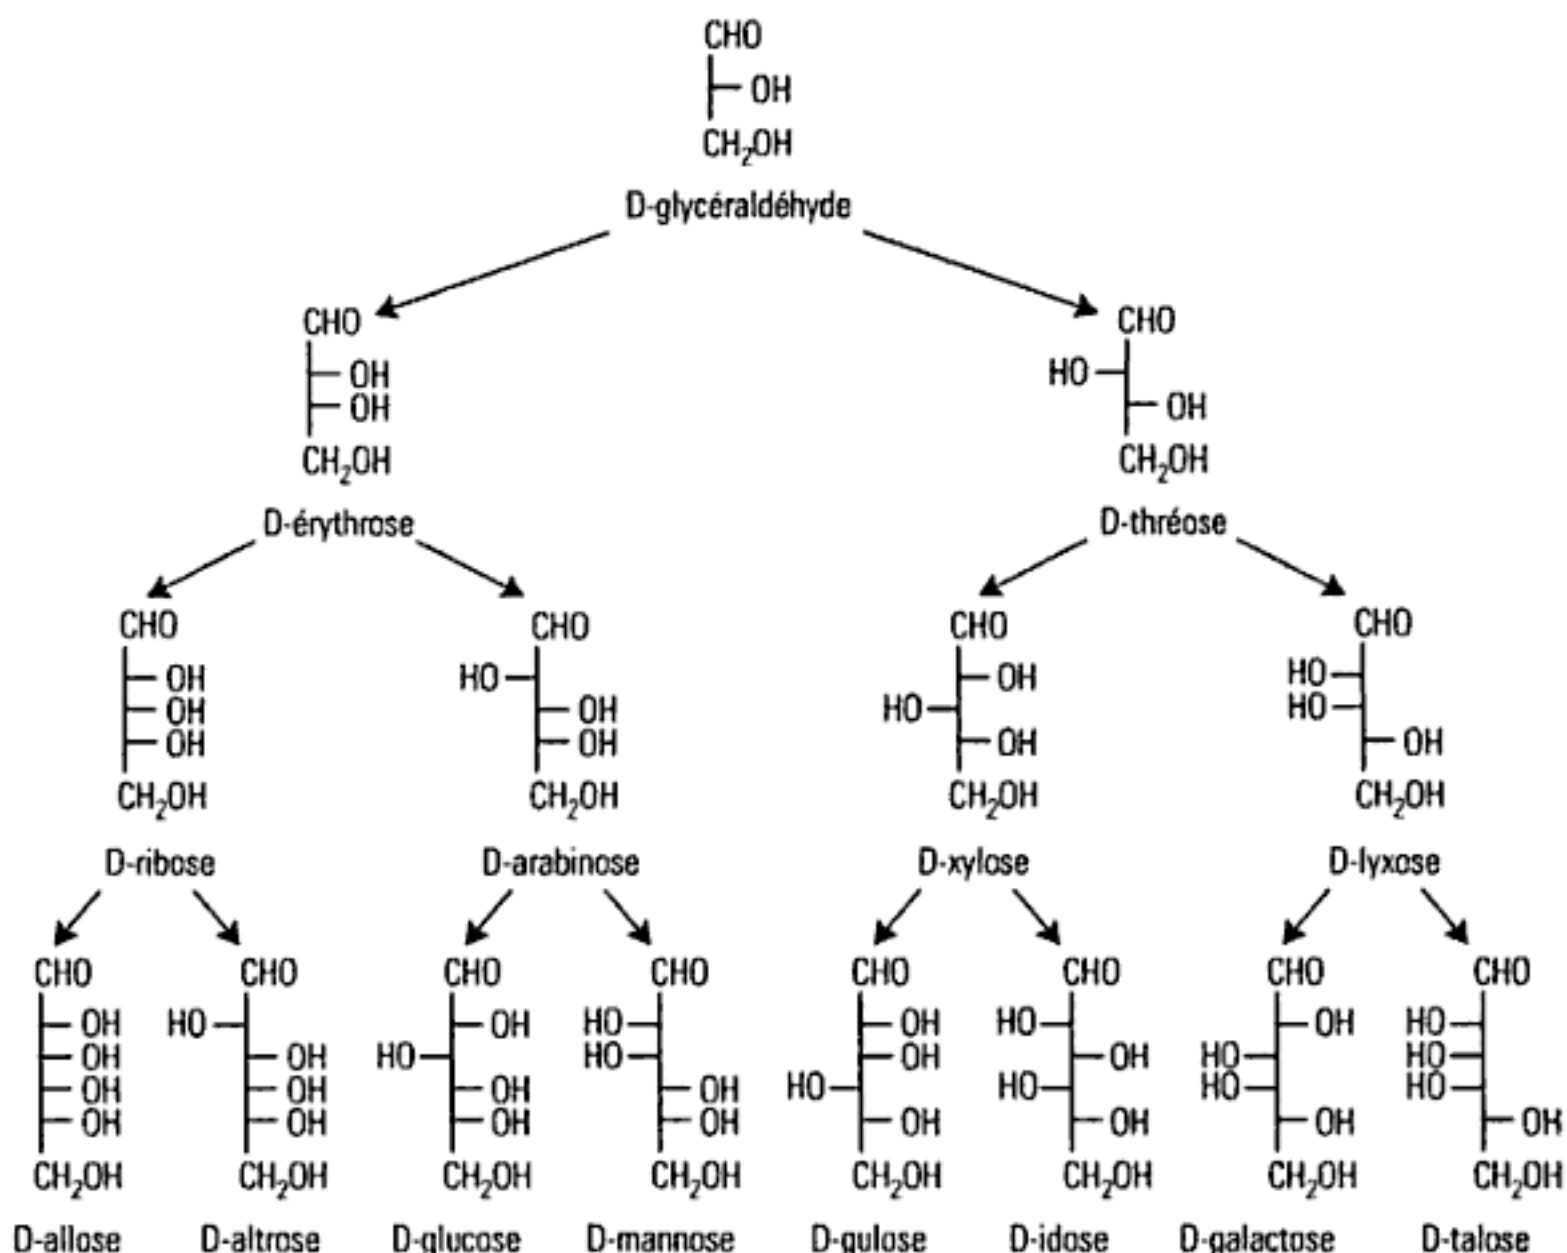 CHO
OH
CH2OH
D-glycéraldéhyde
CHO CHO
OH HO
OH OH
CH2OH CH2OH
D-érythrose D-thréose
CHO CHO CHO CHO
OH HO OH HO
OH OH HO HO
OH OH OH OH
CH2OH CH2OH CH2OH CH2OH
D-ribose D-arabinose D-xylose D-lyxose
CHO CHO CHO CHO CHO CHO CHO CHO
OH HO OH HO OH HO OH HO
OH OH HO HO OH OH HO HO
OH OH OH OH HO HO HO HO
OH OH OH OH OH OH OH OH
CH2OH CH2OH CH2OH CH2OH CH2OH CH2OH CH2OH CH2OH
D-allose D-altrose D-glucose D-mannose D-gulose D-idose D-galactose D-talose